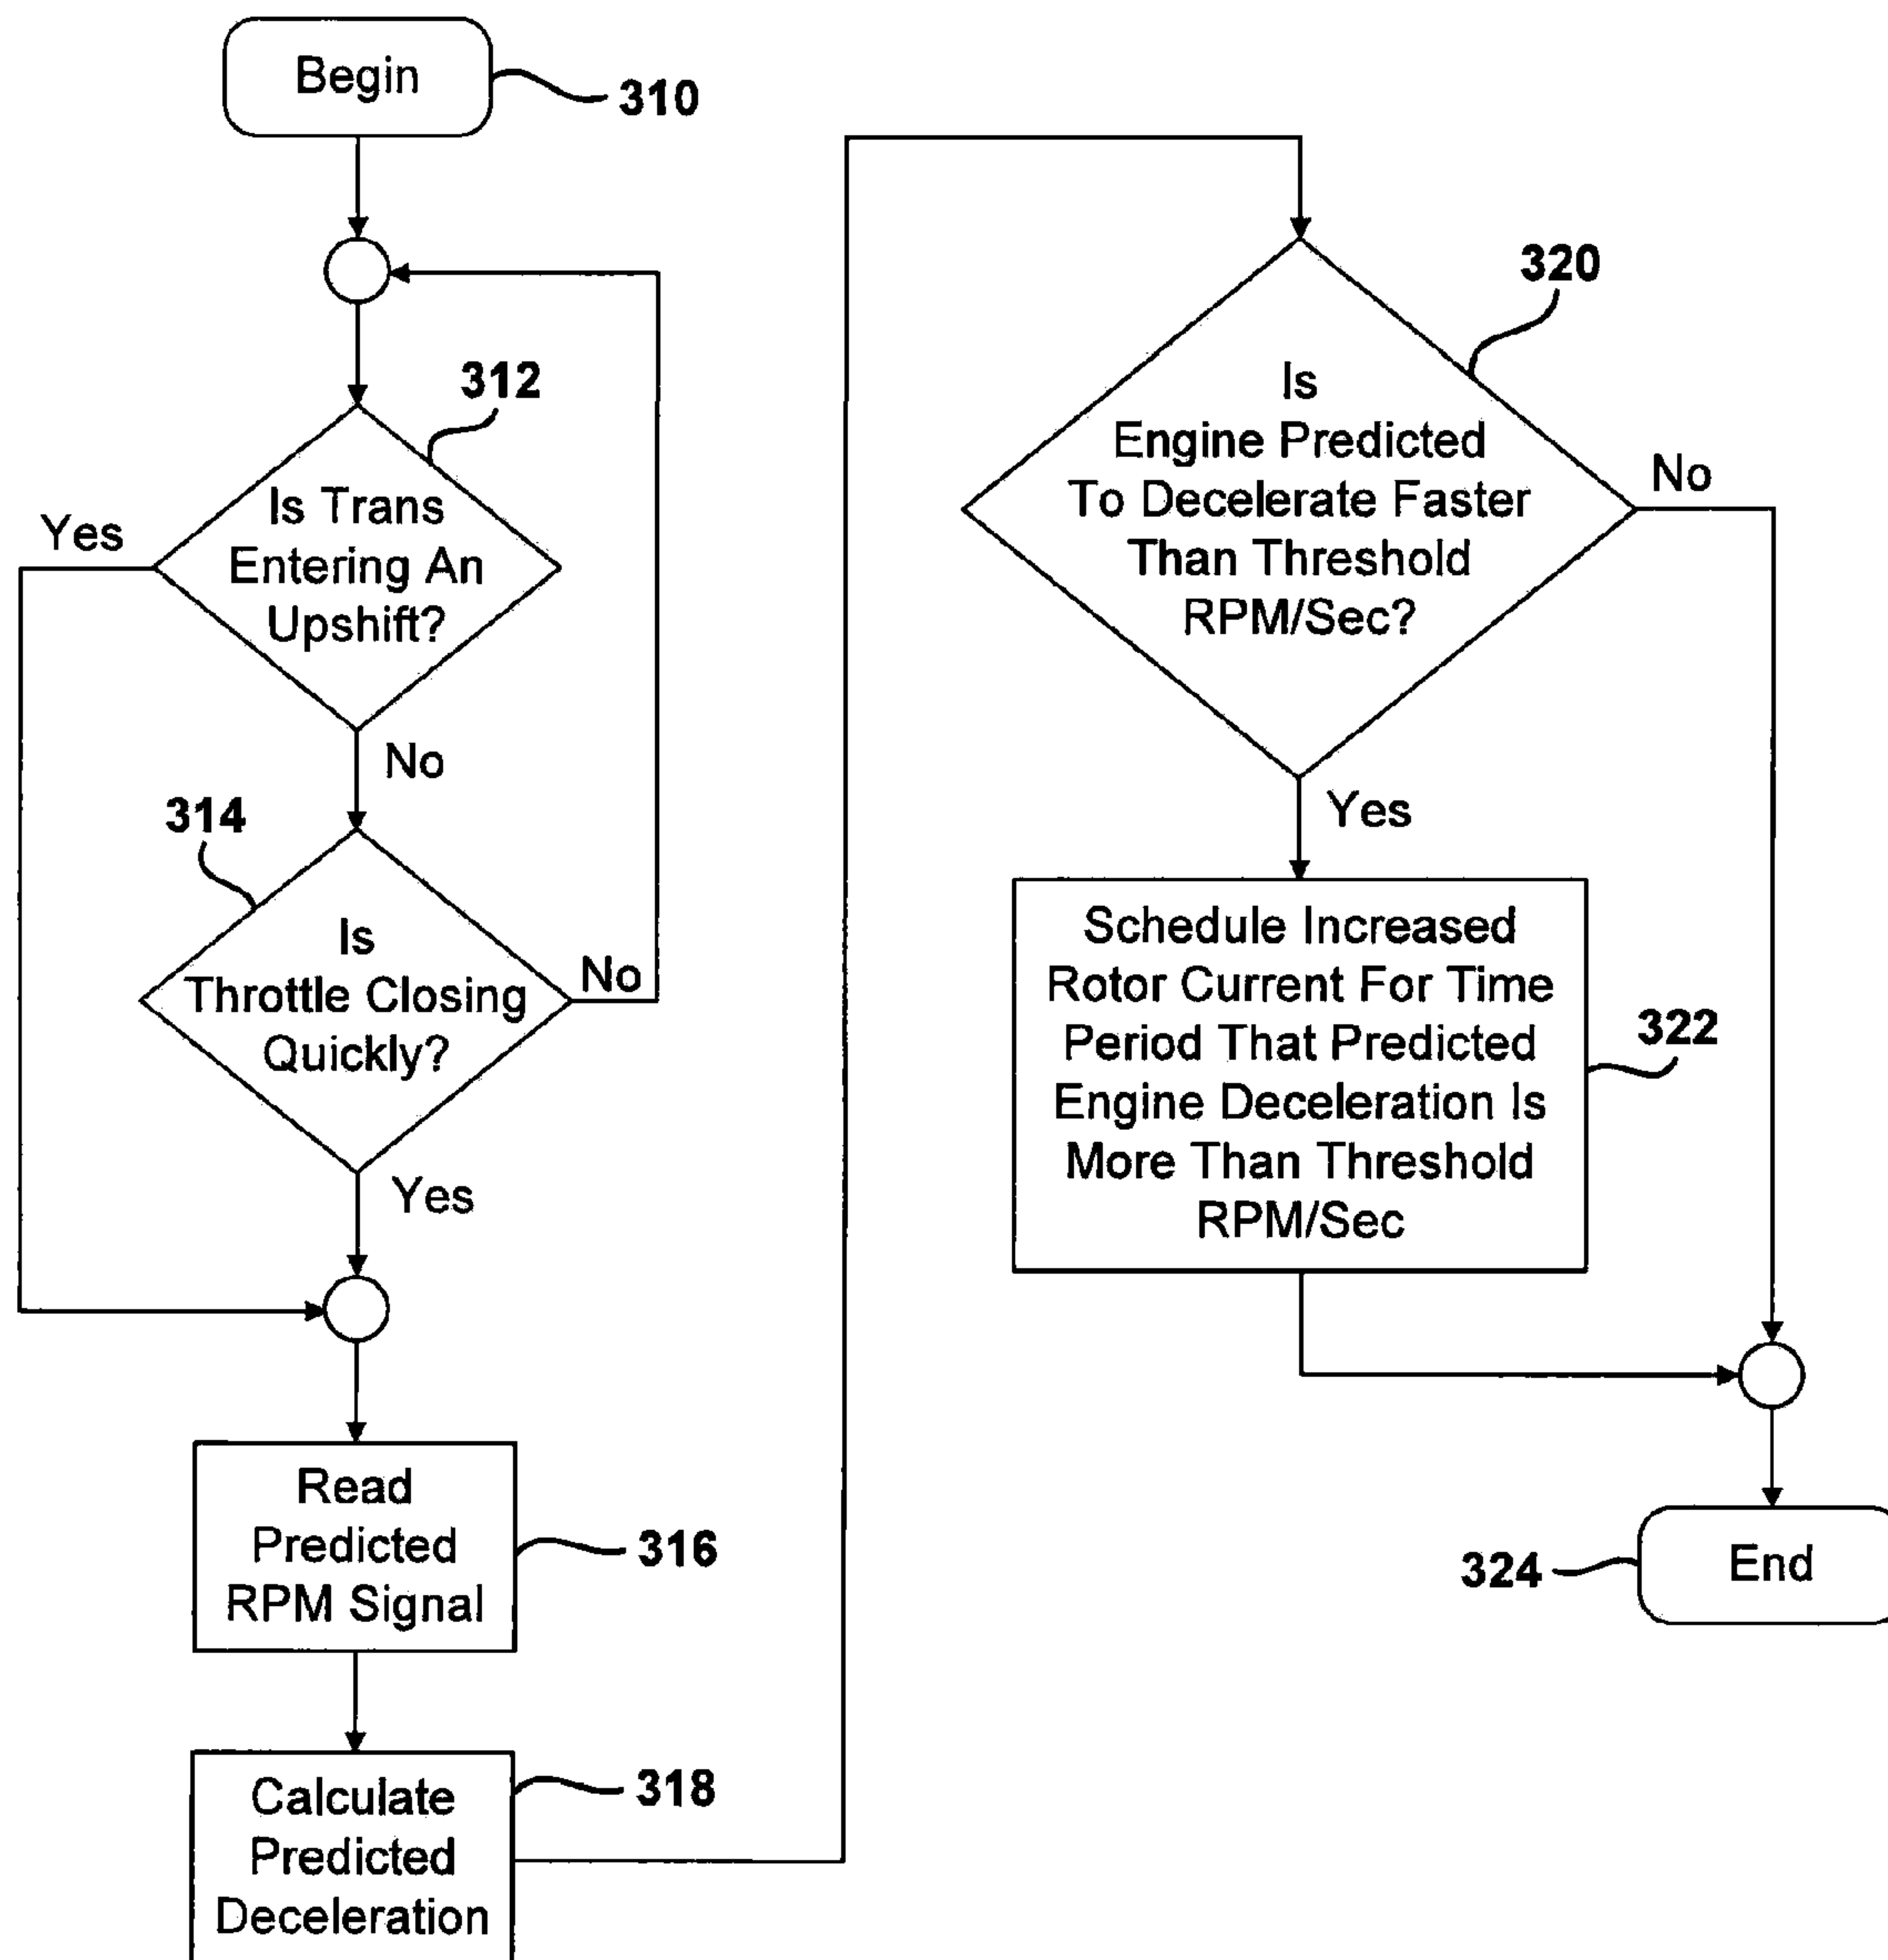 Begin
310
312
Is Trans
Entering An
Upshift?
Yes
No
314
Is
Throttle Closing
Quickly?
No
Yes
Read
Predicted
RPM Signal
316
Calculate
Predicted
Deceleration
318
320
Is
Engine Predicted
To Decelerate Faster
Than Threshold
RPM/Sec?
No
Yes
Schedule Increased
Rotor Current For Time
Period That Predicted
Engine Deceleration Is
More Than Threshold
RPM/Sec
322
End
324